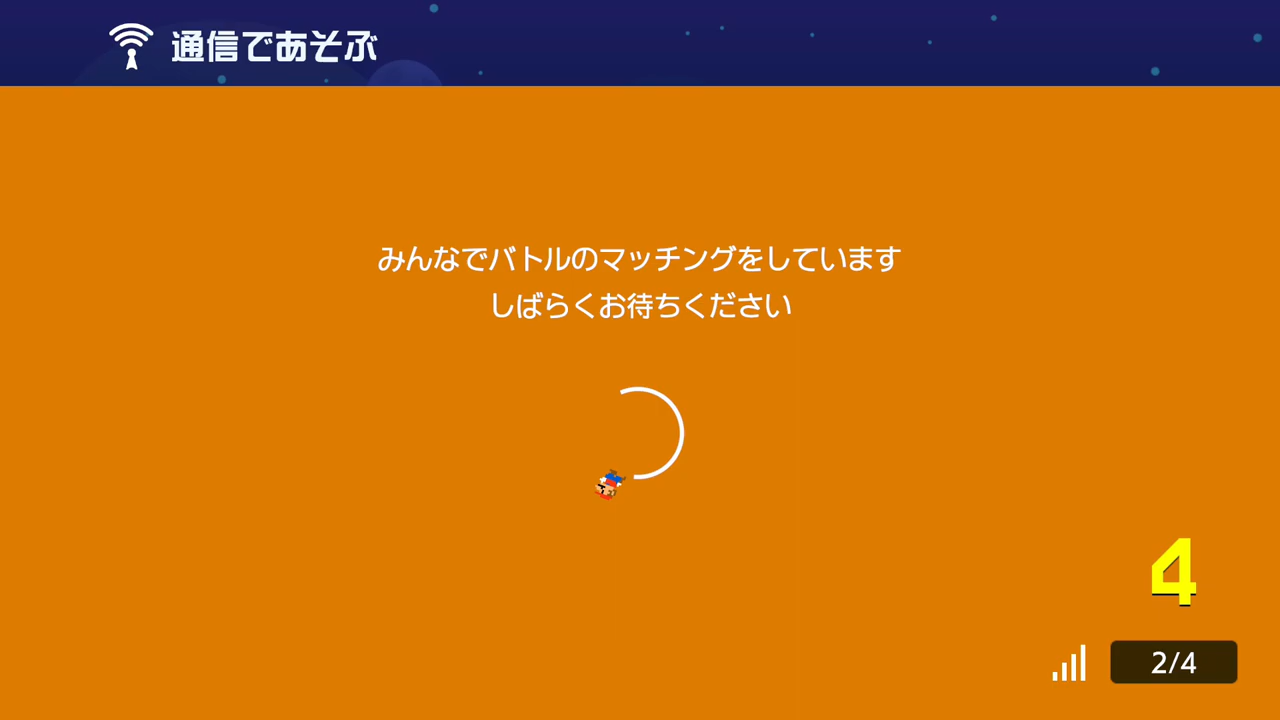 通信であそぶ
みんなでバトルのマッチングをしています
しばらくお待ちください
4
2/4